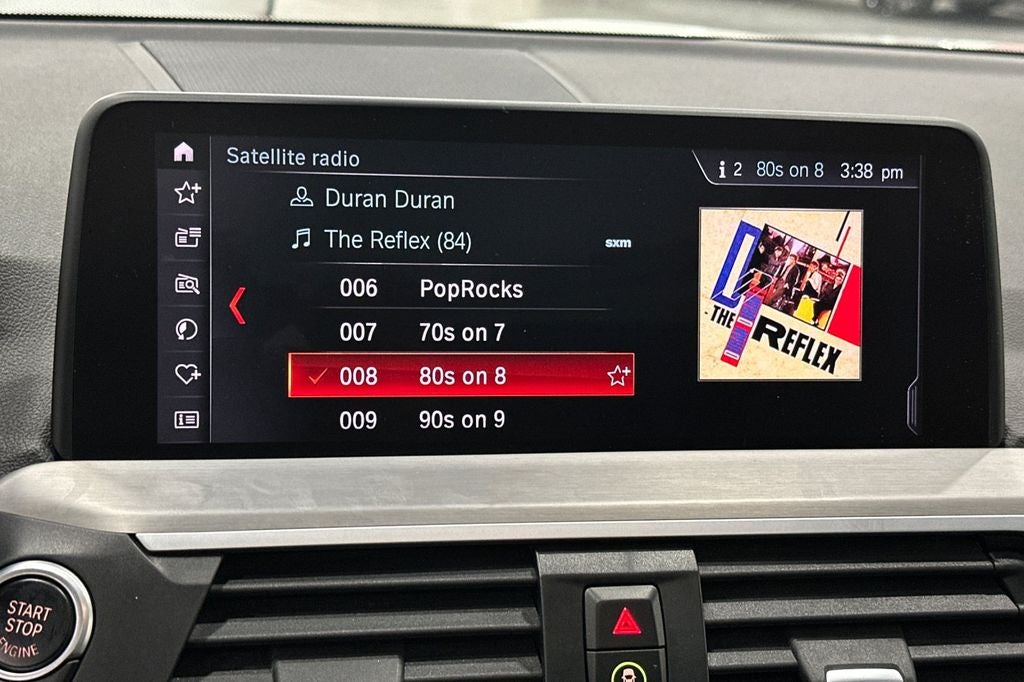 Satellite radio
i 2 80s on 8 3:38 pm
Duran Duran
The Reflex (84)
sxm
006 PopRocks
007 70s on 7
008 80s on 8
009 90s on 9
THE REFLEX
START
STOP
ENGINE